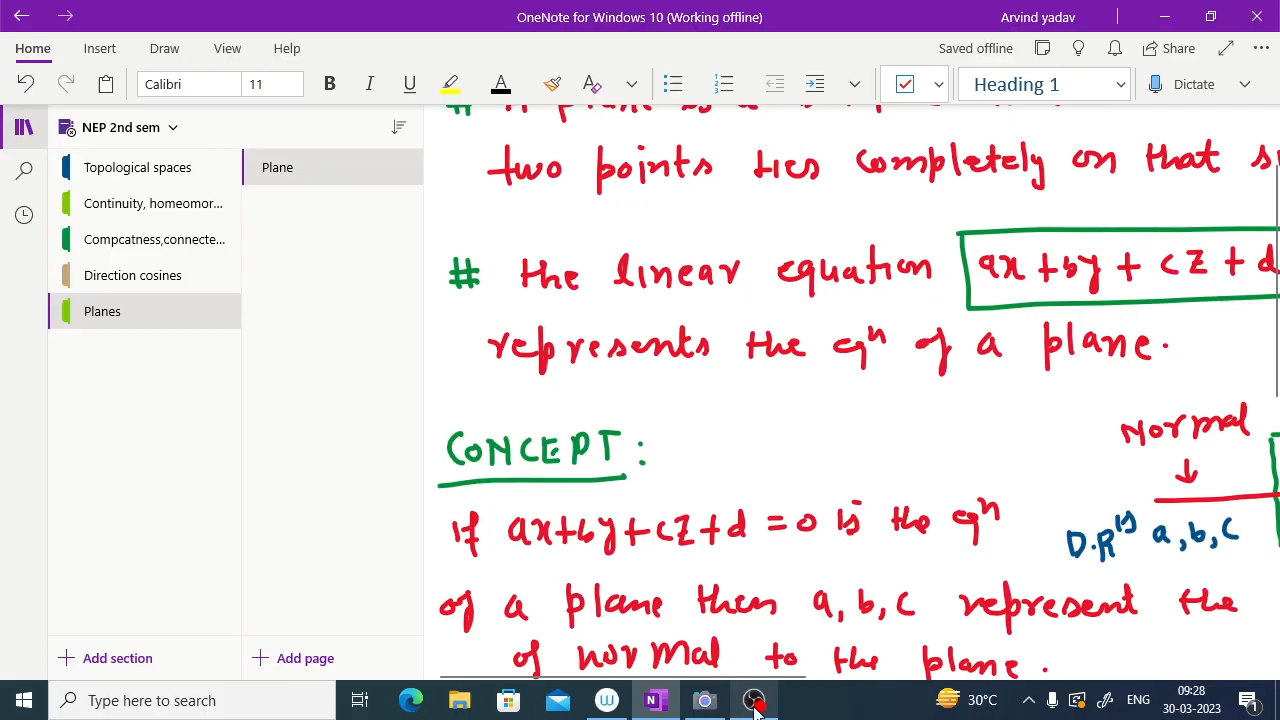 OneNote for Windows 10 (Working offline)
Arvind yadav
Home Insert Draw View Help
Saved offline
Share
Calibri 11
B I U A
Heading 1
Dictate
NEP 2nd sem
Topological spaces
Continuity, homeomor...
Compcatness,connecte...
Direction cosines
Planes
Plane
# A plane is a
two points lies completely on that
# the linear equation ax+by+cz+d
represents the eqn of a plane.
Normal
CONCEPT:
↓
If ax+by+cz+d=0 is the eqn
D.R(s) a,b,c
of a plane then a,b,c represent the
of normal to the plane.
Add section
Add page
Type here to search
30°C
ENG
09:28
30-03-2023